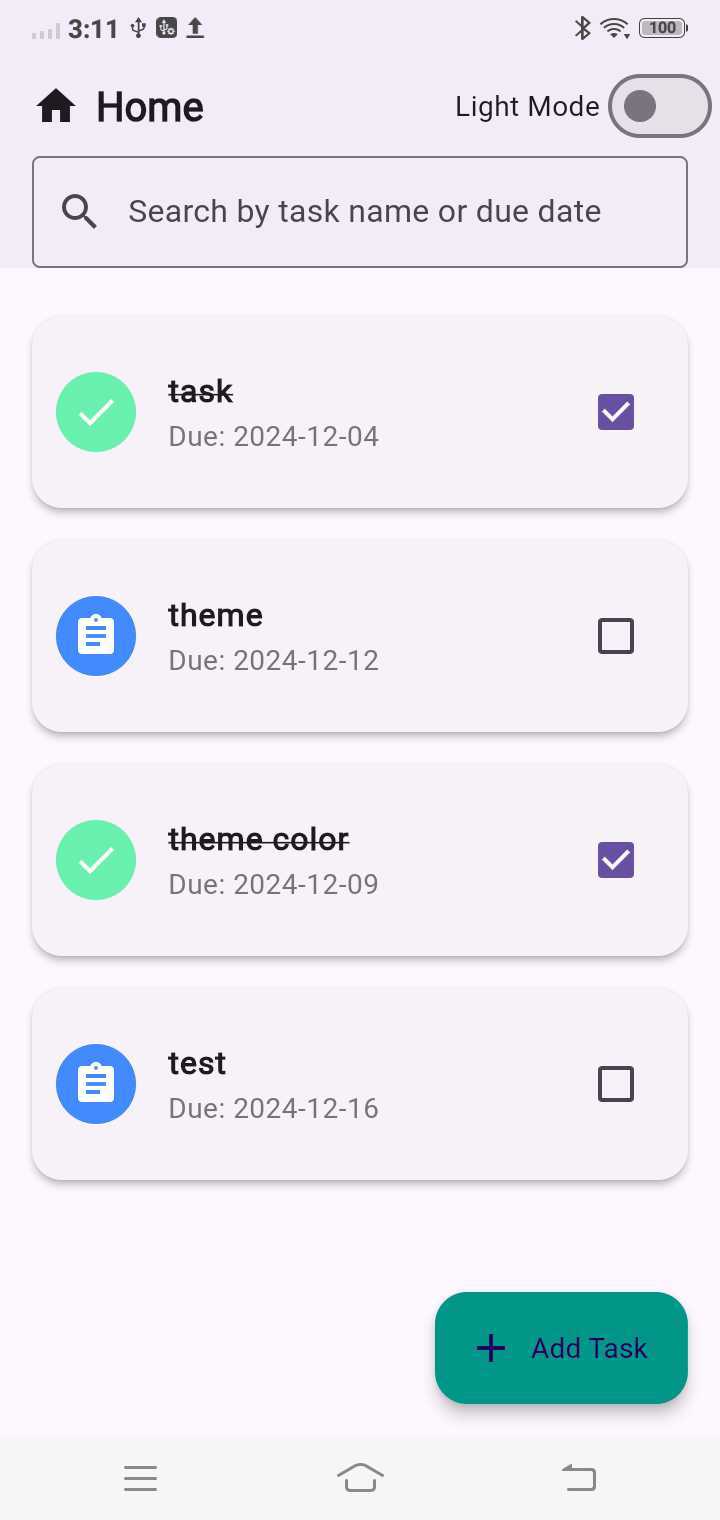 3:11
100
Home
Light Mode
Search by task name or due date
task
Due: 2024-12-04
theme
Due: 2024-12-12
theme color
Due: 2024-12-09
test
Due: 2024-12-16
Add Task